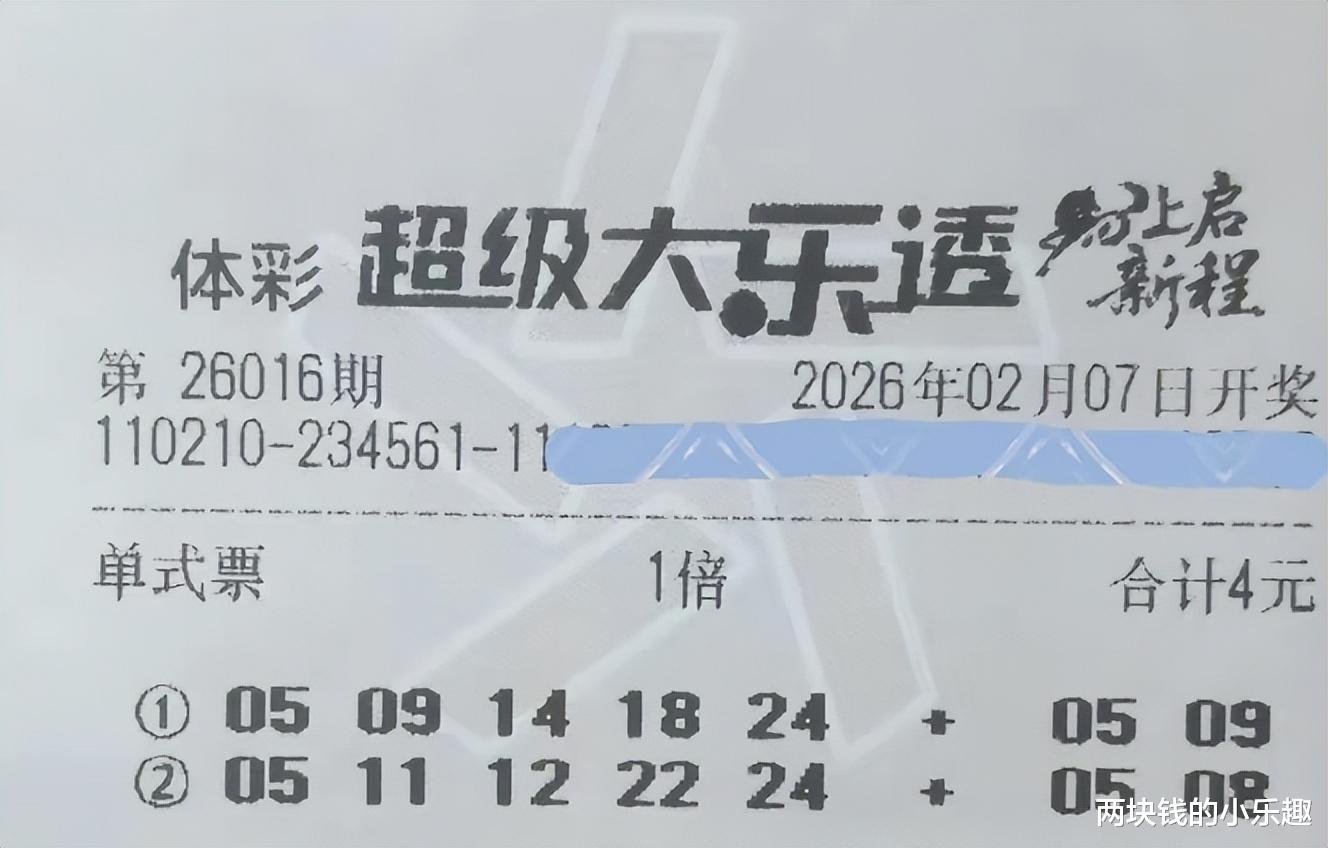 体彩 超级大乐透 马上启
新程
第 26016期 2026年02月07日开奖
110210-234561-11
单式票 1倍 合计4元
① 05 09 14 18 24 + 05 09
② 05 11 12 22 24 + 05 08
两块钱的小乐趣